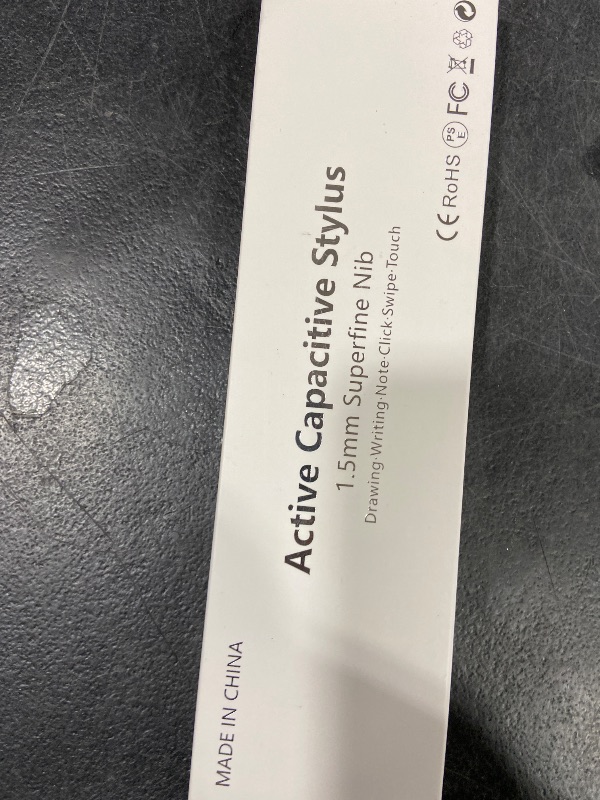 Active Capacitive Stylus
1.5mm Superfine Nib
Drawing·Writing·Note·Click·Swipe·Touch
CE RoHS PS E FC
MADE IN CHINA